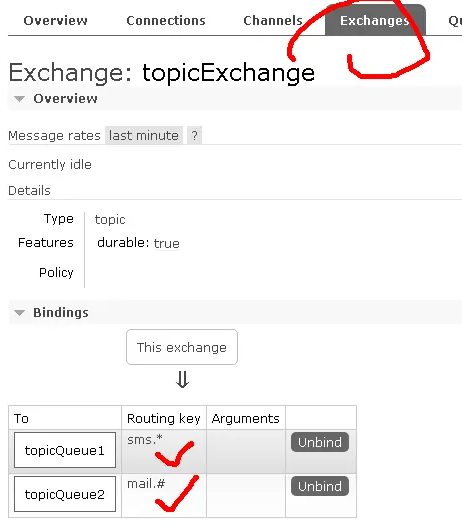 Overview Connections Channels Exchanges Qu
Exchange: topicExchange
Overview
Message rates last minute ?
Currently idle
Details
Type topic
Features durable: true
Policy
Bindings
This exchange
⇓
To Routing key Arguments
topicQueue1 sms.* Unbind
topicQueue2 mail.# Unbind